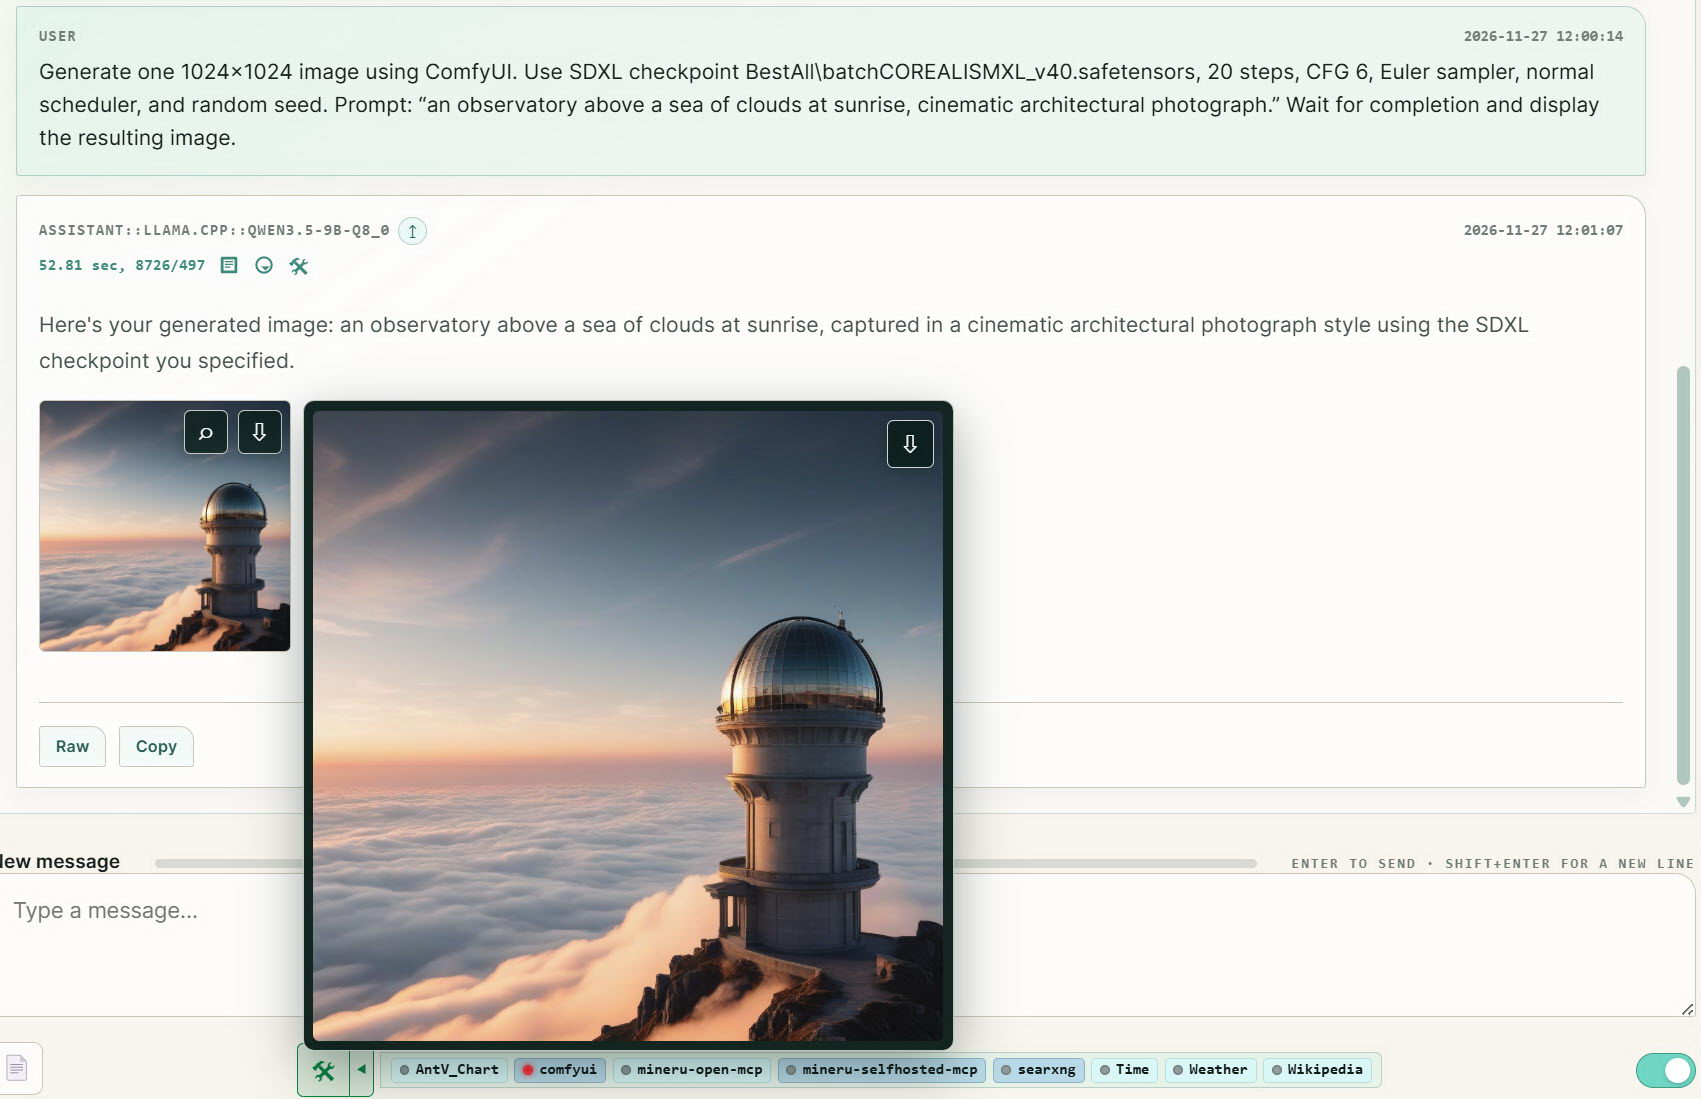 USER
2026-11-27 12:00:14
Generate one 1024×1024 image using ComfyUI. Use SDXL checkpoint BestAll\batchCOREALISMXL_v40.safetensors, 20 steps, CFG 6, Euler sampler, normal
scheduler, and random seed. Prompt: “an observatory above a sea of clouds at sunrise, cinematic architectural photograph.” Wait for completion and display
the resulting image.
ASSISTANT::LLAMA.CPP::QWEN3.5-9B-Q8_0
2026-11-27 12:01:07
52.81 sec, 8726/497
Here's your generated image: an observatory above a sea of clouds at sunrise, captured in a cinematic architectural photograph style using the SDXL
checkpoint you specified.
Raw
Copy
lew message
ENTER TO SEND · SHIFT+ENTER FOR A NEW LINE
Type a message...
AntV_Chart
comfyui
mineru-open-mcp
mineru-selfhosted-mcp
searxng
Time
Weather
Wikipedia